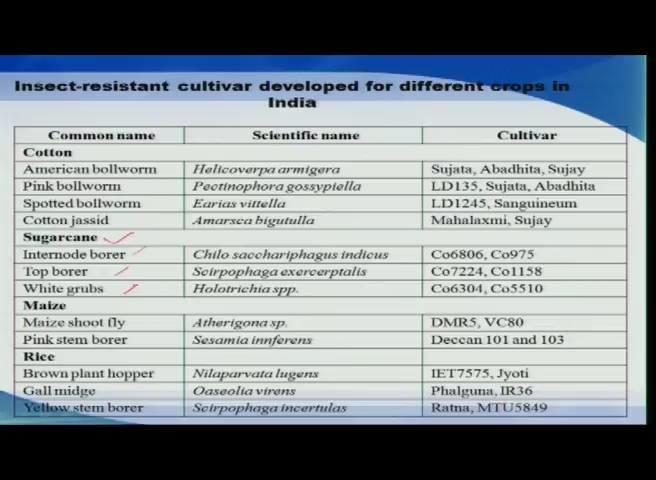 Insect-resistant cultivar developed for different crops in
India
Common name Scientific name Cultivar
Cotton
American bollworm Helicoverpa armigera Sujata, Abadhita, Sujay
Pink bollworm Pectinophora gossypiella LD135, Sujata, Abadhita
Spotted bollworm Earias vittella LD1245, Sanguineum
Cotton jassid Amarsca bigutulla Mahalaxmi, Sujay
Sugarcane
Internode borer Chilo sacchariphagus indicus Co6806, Co975
Top borer Scirpophaga exercerptalis Co7224, Co1158
White grubs Holotrichia spp. Co6304, Co5510
Maize
Maize shoot fly Atherigona sp. DMR5, VC80
Pink stem borer Sesamia innferens Deccan 101 and 103
Rice
Brown plant hopper Nilaparvata lugens IET7575, Jyoti
Gall midge Oaseolia virens Phalguna, IR36
Yellow stem borer Scirpophaga incertulas Ratna, MTU5849